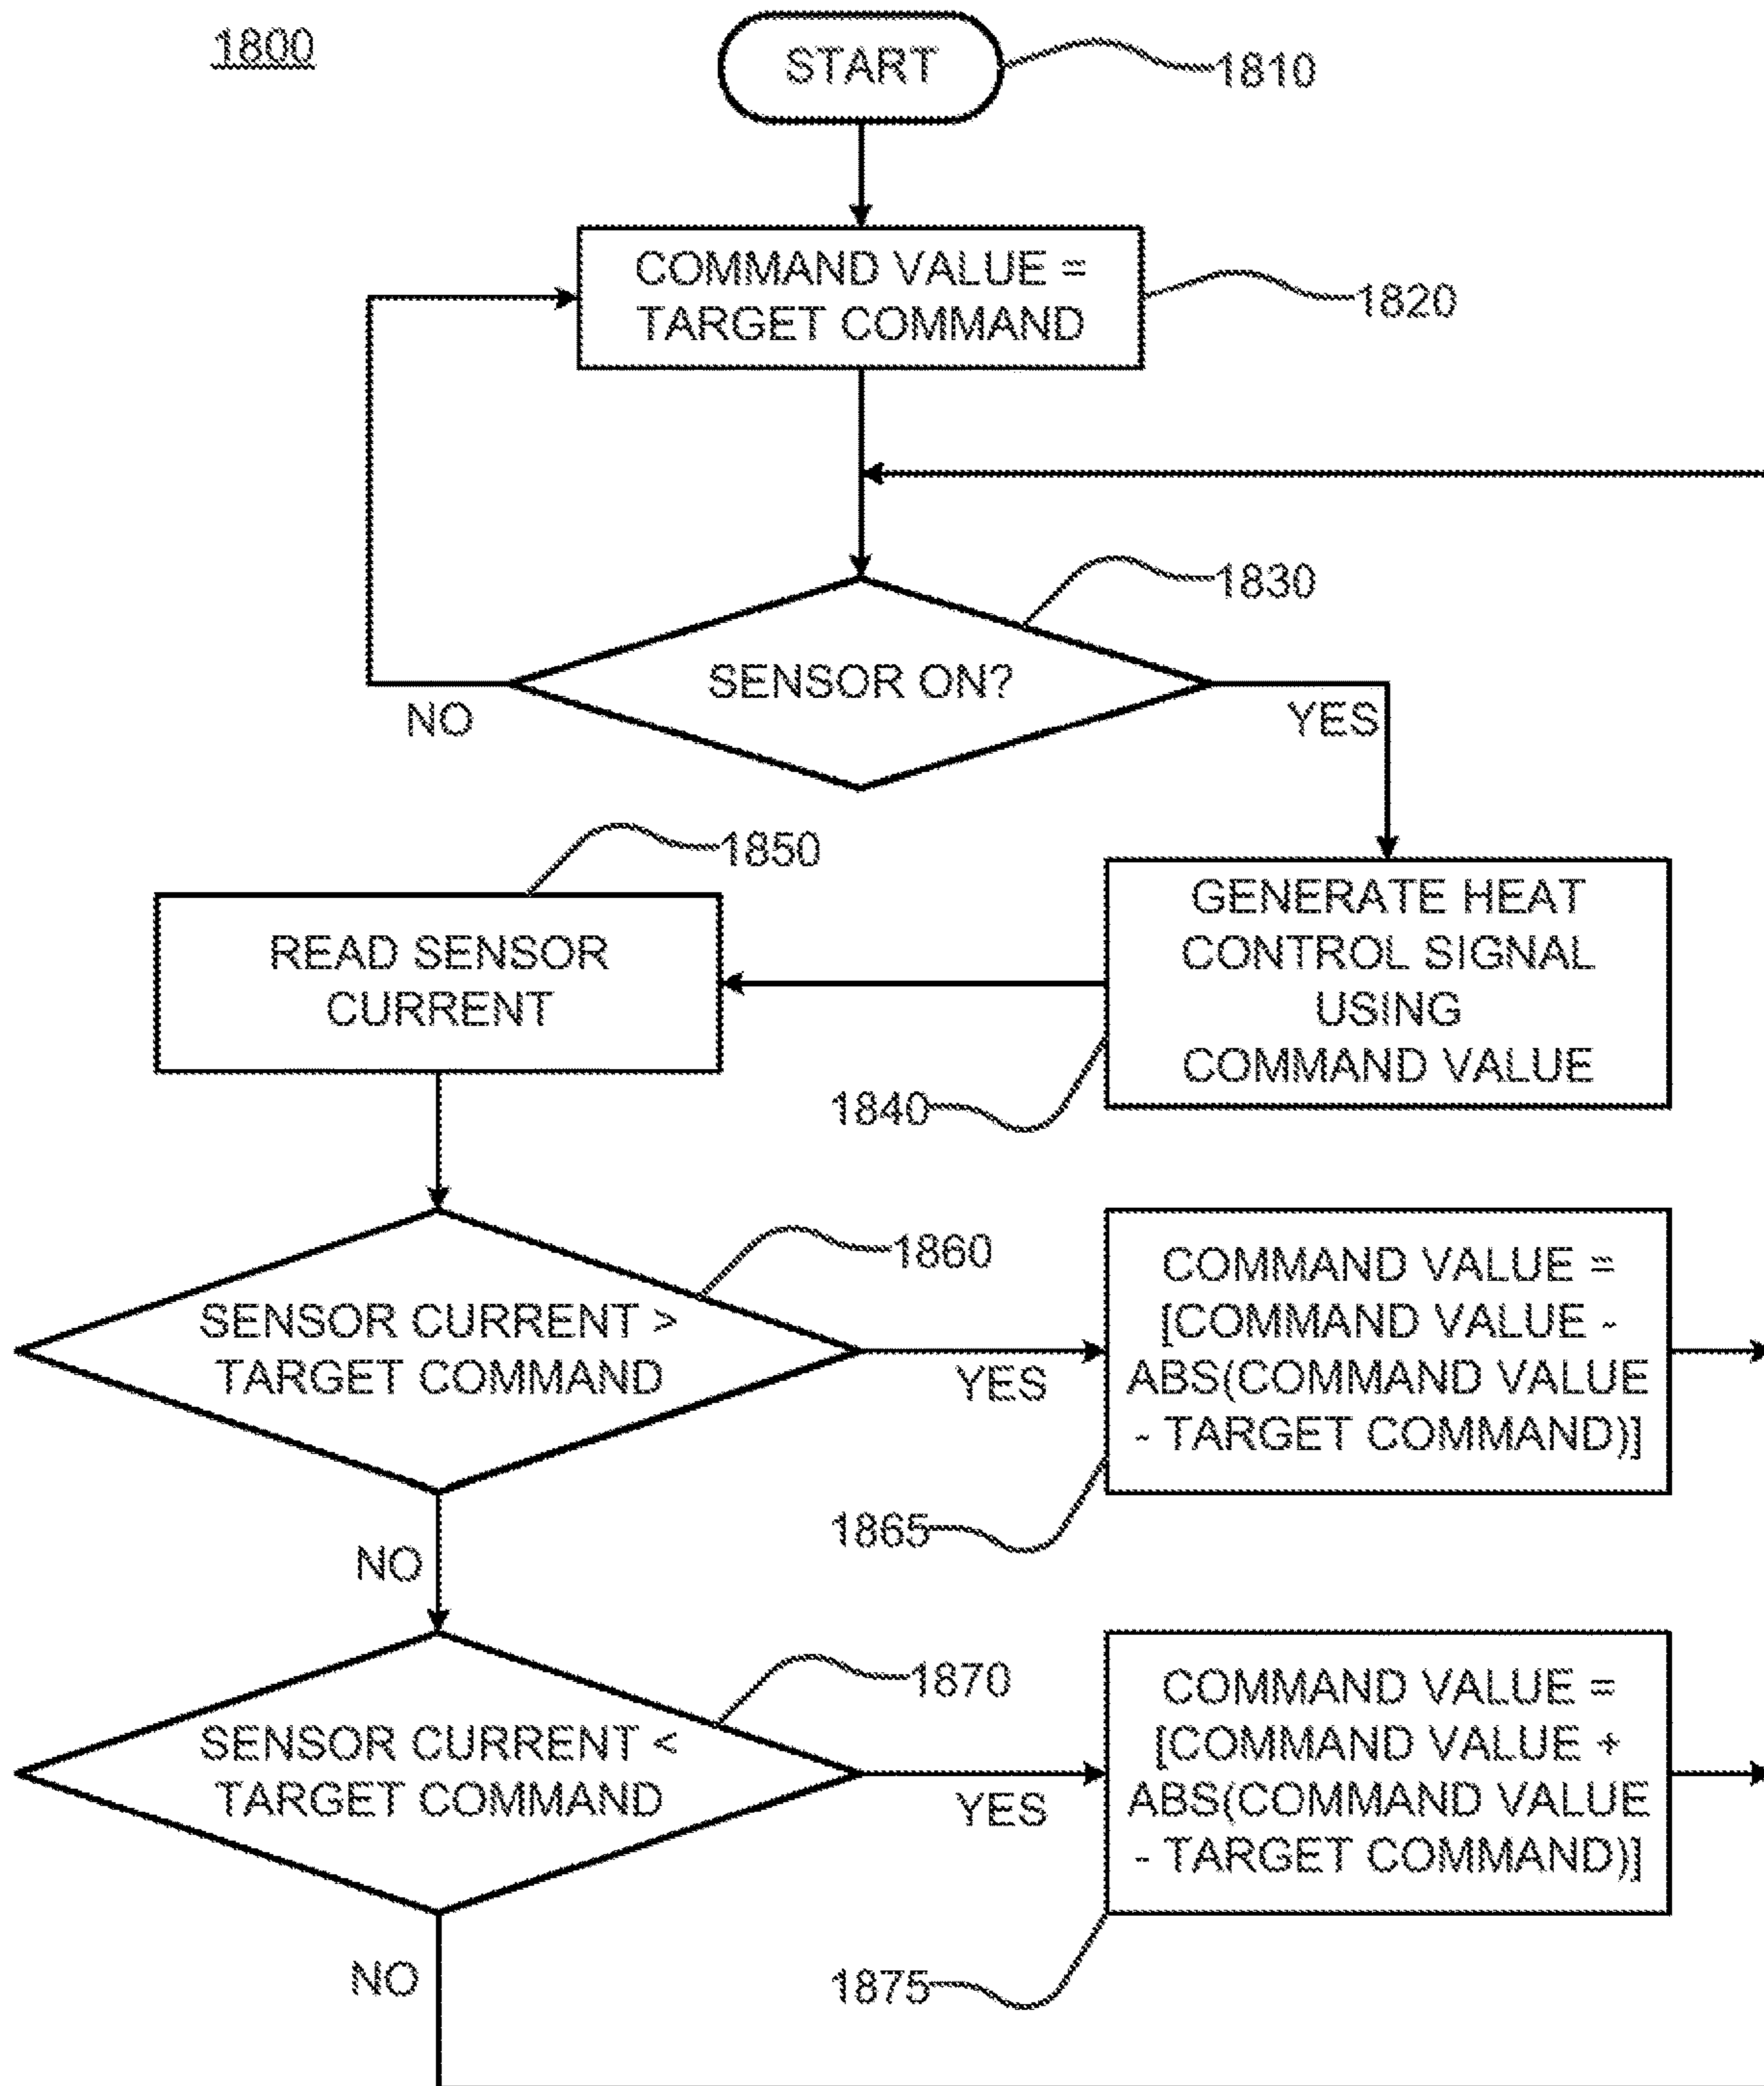 1800
START
1810
COMMAND VALUE =
TARGET COMMAND
1820
1830
SENSOR ON?
NO
YES
1850
READ SENSOR
CURRENT
GENERATE HEAT
CONTROL SIGNAL
USING
COMMAND VALUE
1840
1860
SENSOR CURRENT >
TARGET COMMAND
YES
COMMAND VALUE =
[COMMAND VALUE -
ABS(COMMAND VALUE
- TARGET COMMAND)]
1865
NO
1870
SENSOR CURRENT <
TARGET COMMAND
YES
COMMAND VALUE =
[COMMAND VALUE +
ABS(COMMAND VALUE
- TARGET COMMAND)]
1875
NO